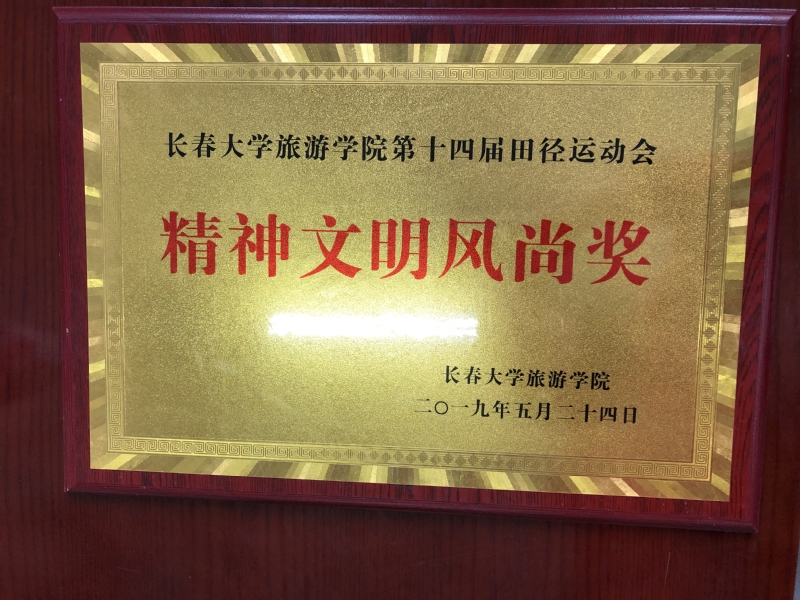 长春大学旅游学院第十四届田径运动会
精神文明风尚奖
长春大学旅游学院
二〇一九年五月二十四日